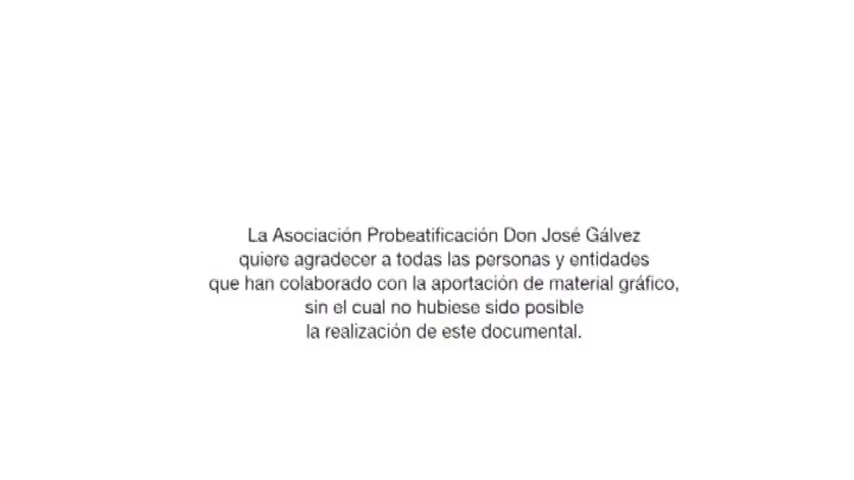 La Asociación Probeatificación Don José Gálvez
quiere agradecer a todas las personas y entidades
que han colaborado con la aportación de material gráfico,
sin el cual no hubiese sido posible
la realización de este documental.